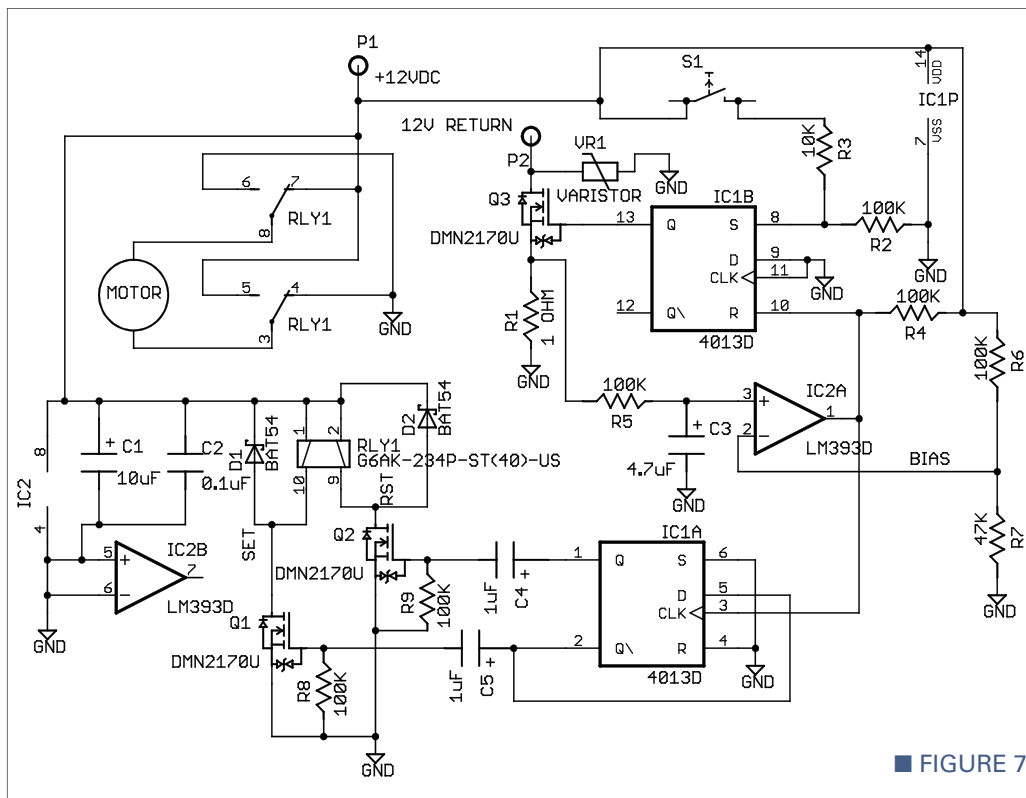 P1
+12VDC
S1
14
VDD
IC1P
VSS
7
12V RETURN
P2
VR1
VARISTOR
GND
10K
R3
6
7
8
RLY1
Q3
DMN2170U
13
IC1B
Q
S
D
CLK
Q\
R
4013D
8
9
11
10
12
100K
R2
GND
GND
MOTOR
5
4
3
RLY1
GND
R1
1 OHM
GND
100K
R4
100K
R6
100K
R5
3
+
2
−
1
IC2A
LM393D
+
C3
4.7uF
GND
BIAS
47K
R7
GND
8
IC2
4
+
C1
10uF
C2
0.1uF
D1
BAT54
1
2
10
9
RLY1
G6AK-234P-ST(40)-US
D2
BAT54
SET
RST
5
+
6
−
7
IC2B
LM393D
GND
Q2
DMN2170U
R9
100K
1uF
C4
+
1
IC1A
Q
S
D
CLK
Q\
R
4013D
6
5
3
4
2
GND
Q1
DMN2170U
R8
100K
1uF
C5
+
GND
■ FIGURE 7